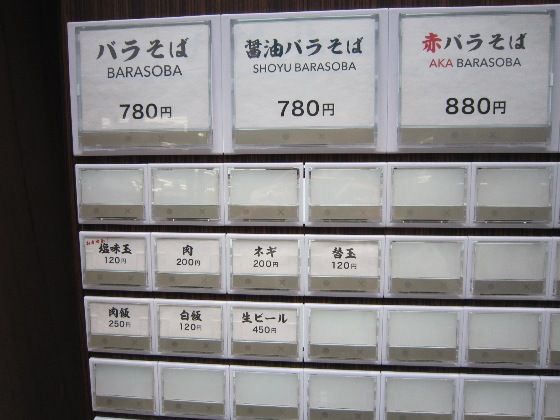 バラそば
BARASOBA
780円
醤油バラそば
SHOYU BARASOBA
780円
赤バラそば
AKA BARASOBA
880円
塩味玉
120円
肉
200円
ネギ
200円
替玉
120円
肉飯
250円
白飯
120円
生ビール
450円